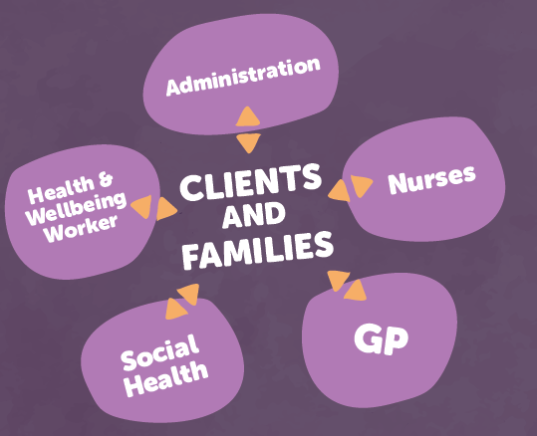 Administration
Health &
Wellbeing
Worker
CLIENTS
AND
FAMILIES
Nurses
Social
Health
GP